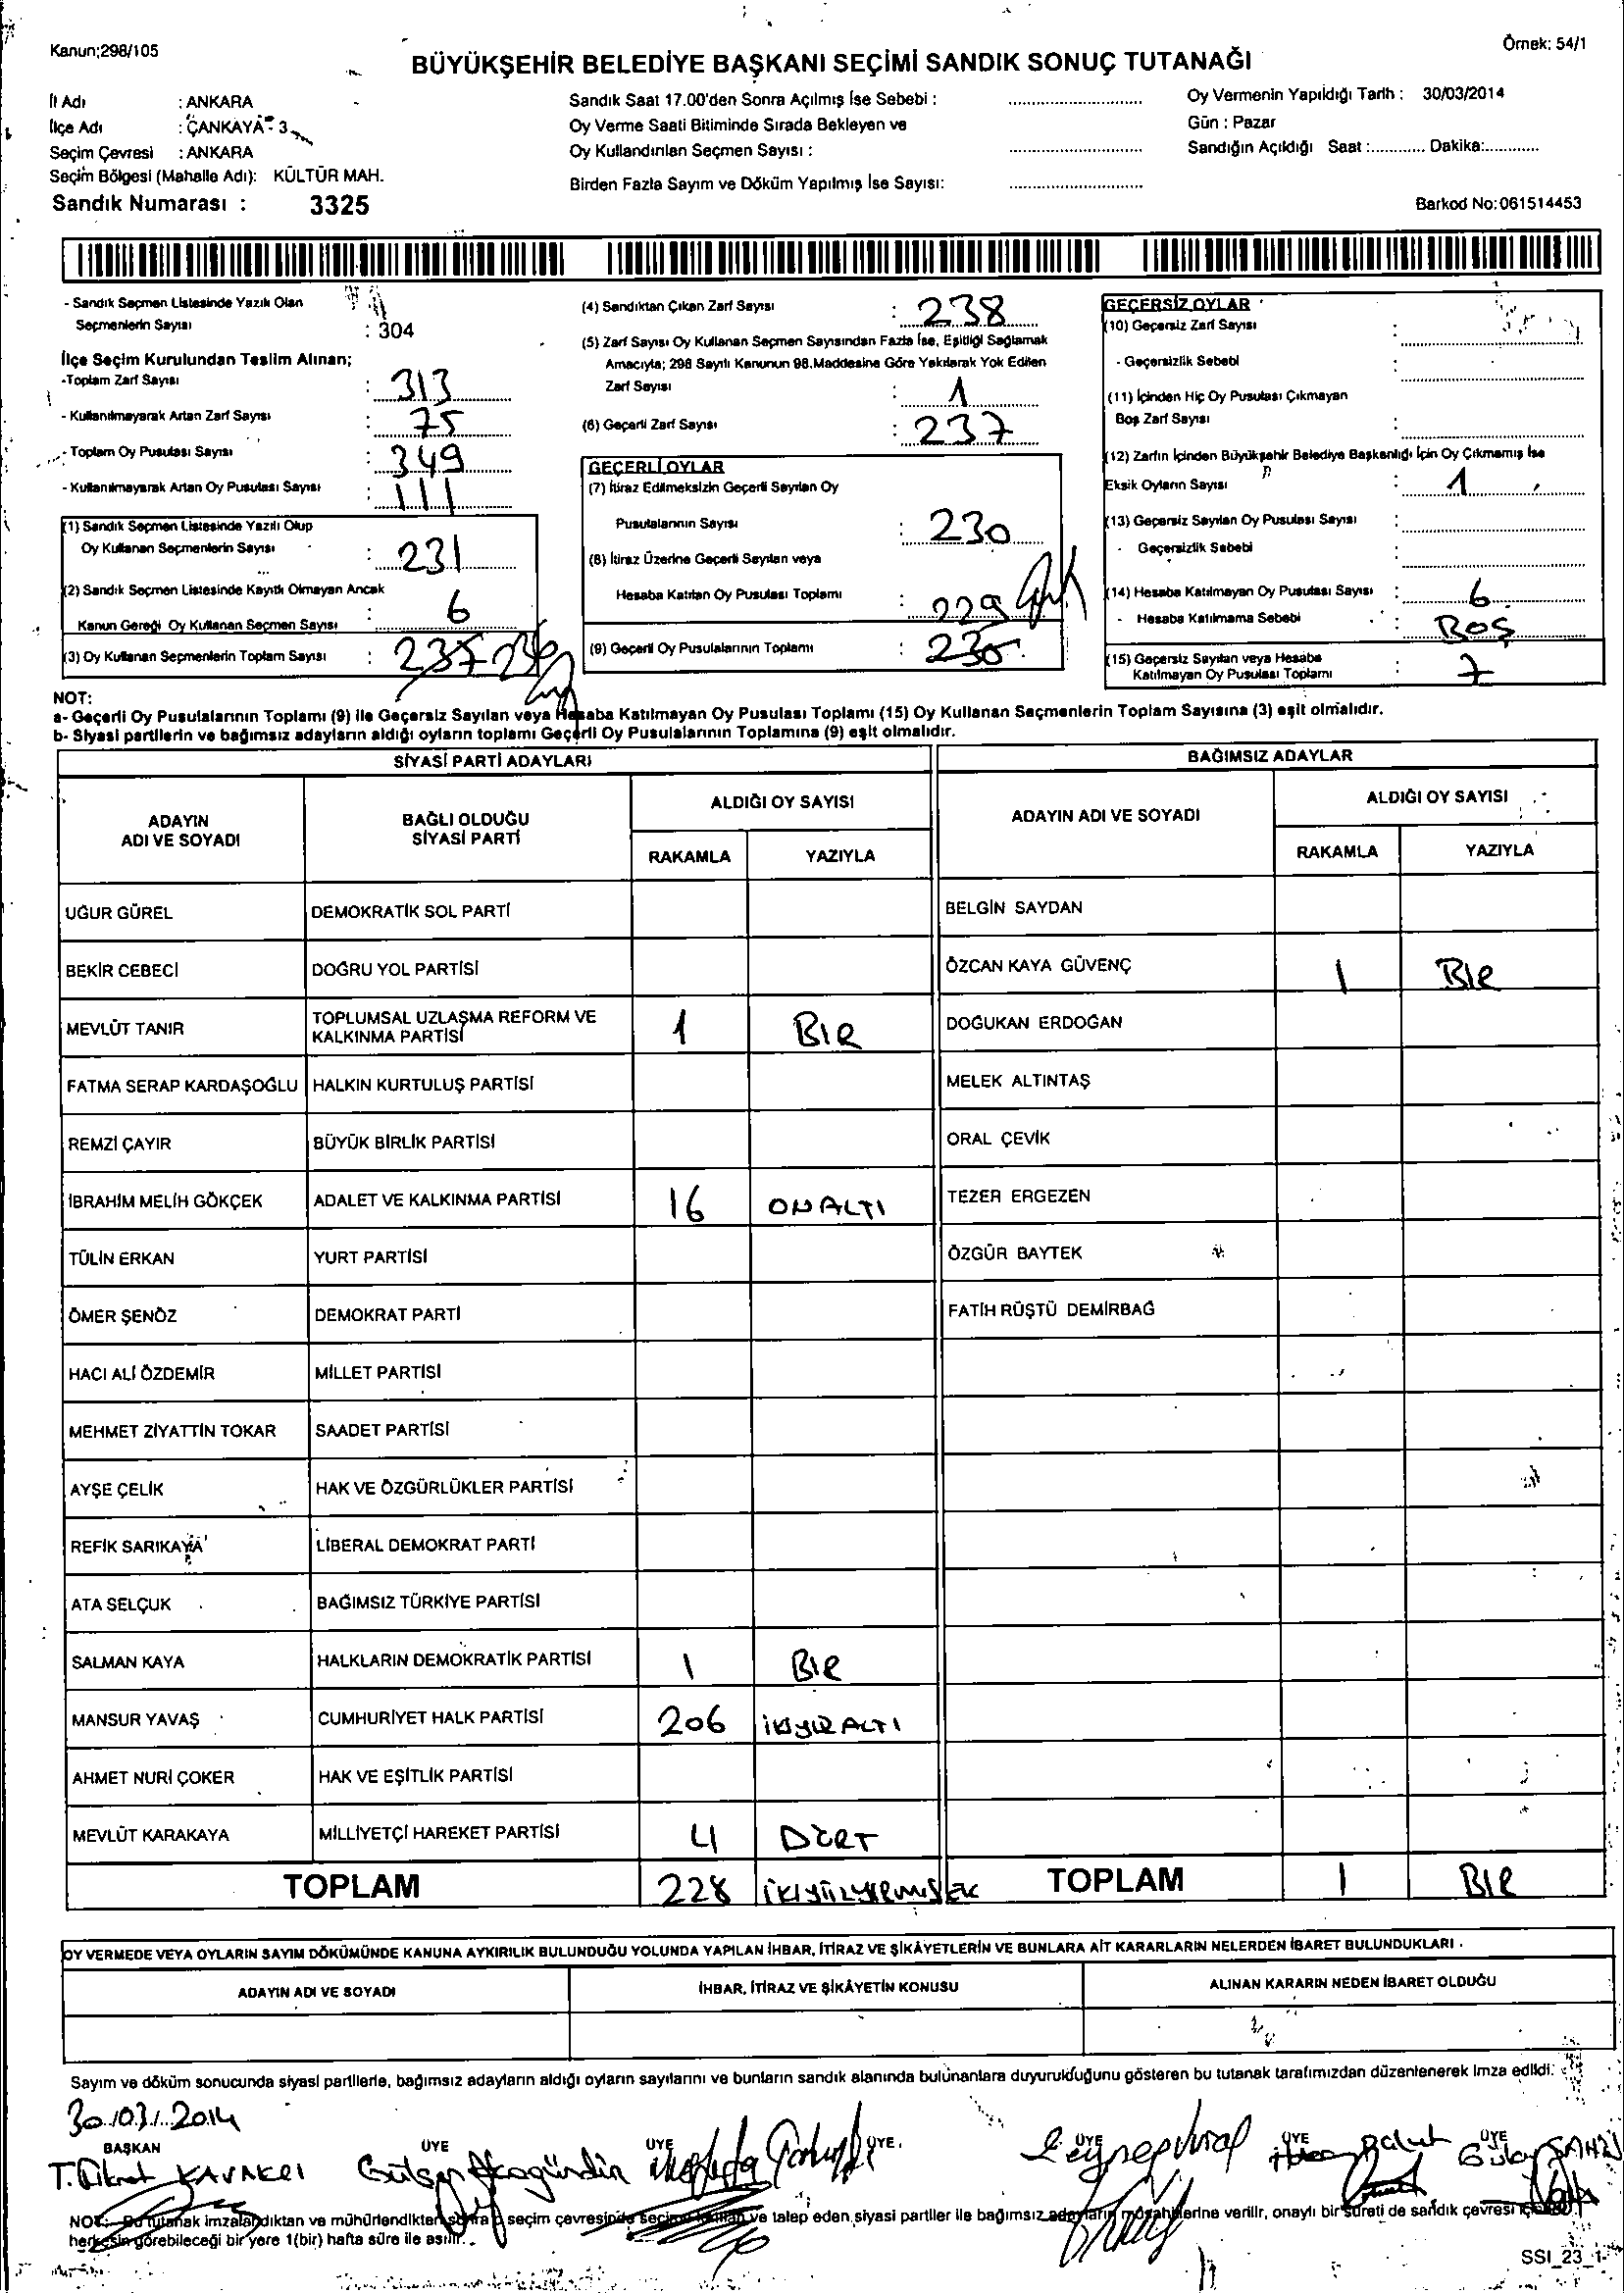 Kanun;298/105
Örnek: 54/1
BÜYÜKŞEHİR BELEDİYE BAŞKANI SEÇİMİ SANDIK SONUÇ TUTANAĞI
İl Adı : ANKARA
İlçe Adı : ÇANKAYA - 3
Seçim Çevresi : ANKARA
Seçim Bölgesi (Mahalle Adı): KÜLTÜR MAH.
Sandık Numarası : 3325
Sandık Saat 17.00'den Sonra Açılmış İse Sebebi :
Oy Verme Saati Bitiminde Sırada Bekleyen ve
Oy Kullandırılan Seçmen Sayısı :
Birden Fazla Sayım ve Döküm Yapılmış İse Sayısı:
Oy Vermenin Yapıldığı Tarih : 30/03/2014
Gün : Pazar
Sandığın Açıldığı Saat :............ Dakika:............
Barkod No:061514453
- Sandık Seçmen Listesinde Yazılı Olan
Seçmenlerin Sayısı : 304
İlçe Seçim Kurulundan Teslim Alınan;
-Toplam Zarf Sayısı : 313
- Kullanılmayarak Artan Zarf Sayısı : 75
- Toplam Oy Pusulası Sayısı : 349
- Kullanılmayarak Artan Oy Pusulası Sayısı : 111
(1) Sandık Seçmen Listesinde Yazılı Olup
Oy Kullanan Seçmenlerin Sayısı : 231
(2) Sandık Seçmen Listesinde Kayıtlı Olmayan Ancak
Kanun Gereği Oy Kullanan Seçmen Sayısı : 6
(3) Oy Kullanan Seçmenlerin Toplam Sayısı : 237 236
(4) Sandıktan Çıkan Zarf Sayısı : 238
(5) Zarf Sayısı Oy Kullanan Seçmen Sayısından Fazla İse, Eşitliği Sağlamak
Amacıyla; 298 Sayılı Kanunun 98.Maddesine Göre Yakılarak Yok Edilen
Zarf Sayısı : 1
(6) Geçerli Zarf Sayısı : 237
GEÇERLİ OYLAR
(7) İtiraz Edilmeksizin Geçerli Sayılan Oy
Pusulalarının Sayısı : 230
(8) İtiraz Üzerine Geçerli Sayılan veya
Hesaba Katılan Oy Pusulası Toplamı : 229
(9) Geçerli Oy Pusulalarının Toplamı : 230
GEÇERSİZ OYLAR
(10) Geçersiz Zarf Sayısı :
- Geçersizlik Sebebi :
(11) İçinden Hiç Oy Pusulası Çıkmayan
Boş Zarf Sayısı :
(12) Zarfın İçinden Büyükşehir Belediye Başkanlığı İçin Oy Çıkmamış İse
Eksik Oyların Sayısı : 1
(13) Geçersiz Sayılan Oy Pusulası Sayısı :
- Geçersizlik Sebebi :
(14) Hesaba Katılmayan Oy Pusulası Sayısı : 6
- Hesaba Katılmama Sebebi : BOŞ
(15) Geçersiz Sayılan veya Hesaba
Katılmayan Oy Pusulası Toplamı : 7
NOT:
a- Geçerli Oy Pusulalarının Toplamı (9) ile Geçersiz Sayılan veya Hesaba Katılmayan Oy Pusulası Toplamı (15) Oy Kullanan Seçmenlerin Toplam Sayısına (3) eşit olmalıdır.
b- Siyasi partilerin ve bağımsız adayların aldığı oyların toplamı Geçerli Oy Pusulalarının Toplamına (9) eşit olmalıdır.
SİYASİ PARTİ ADAYLARI
BAĞIMSIZ ADAYLAR
ADAYIN ADI VE SOYADI
BAĞLI OLDUĞU SİYASİ PARTİ
ALDIĞI OY SAYISI
RAKAMLA YAZIYLA
ADAYIN ADI VE SOYADI
ALDIĞI OY SAYISI
RAKAMLA YAZIYLA
UĞUR GÜREL DEMOKRATİK SOL PARTİ BELGİN SAYDAN
BEKİR CEBECİ DOĞRU YOL PARTİSİ ÖZCAN KAYA GÜVENÇ 1 BİR
MEVLÜT TANIR TOPLUMSAL UZLAŞMA REFORM VE KALKINMA PARTİSİ 1 BIR DOĞUKAN ERDOĞAN
FATMA SERAP KARDAŞOĞLU HALKIN KURTULUŞ PARTİSİ MELEK ALTINTAŞ
REMZİ ÇAYIR BÜYÜK BİRLİK PARTİSİ ORAL ÇEVİK
İBRAHİM MELİH GÖKÇEK ADALET VE KALKINMA PARTİSİ 16 ONALTI TEZER ERGEZEN
TÜLİN ERKAN YURT PARTİSİ ÖZGÜR BAYTEK
ÖMER ŞENÖZ DEMOKRAT PARTİ FATİH RÜŞTÜ DEMİRBAĞ
HACI ALİ ÖZDEMİR MİLLET PARTİSİ
MEHMET ZİYATTİN TOKAR SAADET PARTİSİ
AYŞE ÇELİK HAK VE ÖZGÜRLÜKLER PARTİSİ
REFİK SARIKAYA LİBERAL DEMOKRAT PARTİ
ATA SELÇUK BAĞIMSIZ TÜRKİYE PARTİSİ
SALMAN KAYA HALKLARIN DEMOKRATİK PARTİSİ 1 BIR
MANSUR YAVAŞ CUMHURİYET HALK PARTİSİ 206 İKİYÜZ ALTI
AHMET NURİ ÇOKER HAK VE EŞİTLİK PARTİSİ
MEVLÜT KARAKAYA MİLLİYETÇİ HAREKET PARTİSİ 4 DÖRT
TOPLAM 228 TOPLAM 1 BIR
OY VERMEDE VEYA OYLARIN SAYIM DÖKÜMÜNDE KANUNA AYKIRILIK BULUNDUĞU YOLUNDA YAPILAN İHBAR, İTİRAZ VE ŞİKÂYETLERİN VE BUNLARA AİT KARARLARIN NELERDEN İBARET BULUNDUKLARI .
ADAYIN ADI VE SOYADI İHBAR, İTİRAZ VE ŞİKÂYETİN KONUSU ALINAN KARARIN NEDEN İBARET OLDUĞU
Sayım ve döküm sonucunda siyasi partilerle, bağımsız adayların aldığı oyların sayılarını ve bunların sandık alanında bulunanlara duyurulduğunu gösteren bu tutanak tarafımızdan düzenlenerek imza edildi.
30/03/2014
BAŞKAN ÜYE ÜYE ÜYE ÜYE ÜYE ÜYE
T. Fikret Gülşen Akagündüz Mustafa Zeynep Gülay ŞAHİN
NOT:- Bu tutanak imzalandıktan ve mühürlendikten sonra seçim çevresinde seçime katılan ve talep eden siyasi partiler ile bağımsız adayların müşahitlerine verilir, onaylı bir sureti de sandık çevresi içinde
herkesin görebileceği bir yere 1(bir) hafta süre ile asılır.
SSI_23_1